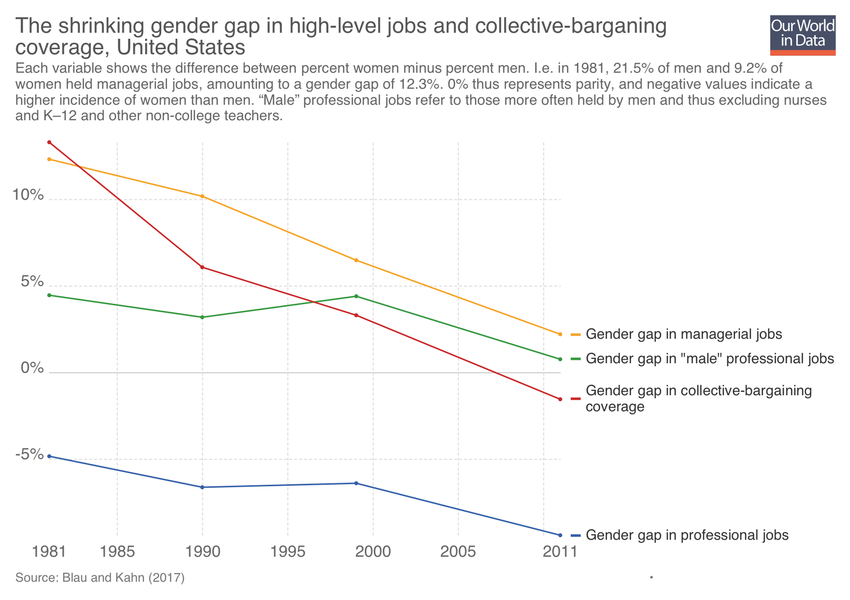 The shrinking gender gap in high-level jobs and collective-barganing
coverage, United States
Our World
in Data
Each variable shows the difference between percent women minus percent men. I.e. in 1981, 21.5% of men and 9.2% of
women held managerial jobs, amounting to a gender gap of 12.3%. 0% thus represents parity, and negative values indicate a
higher incidence of women than men. “Male” professional jobs refer to those more often held by men and thus excluding nurses
and K–12 and other non-college teachers.
10%
5%
0%
-5%
Gender gap in managerial jobs
Gender gap in "male" professional jobs
Gender gap in collective-bargaining
coverage
Gender gap in professional jobs
1981 1985 1990 1995 2000 2005 2011
Source: Blau and Kahn (2017)